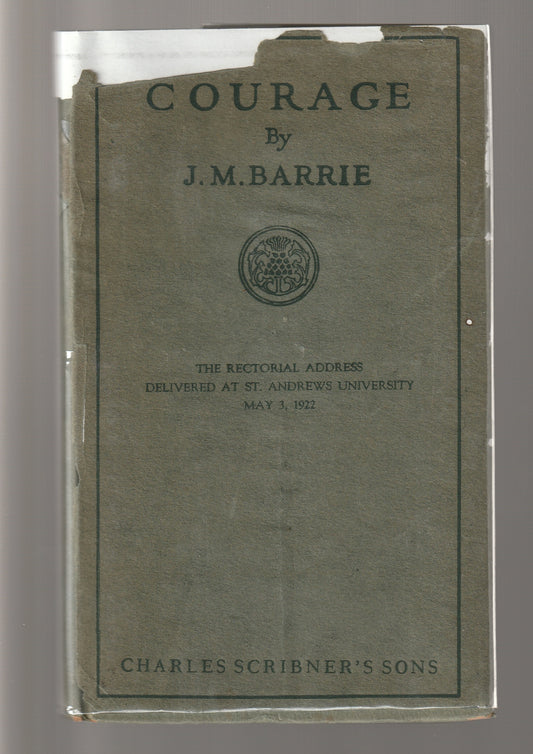 COURAGE
By
J. M. BARRIE
THE RECTORIAL ADDRESS
DELIVERED AT ST. ANDREWS UNIVERSITY
MAY 3, 1922
CHARLES SCRIBNER'S SONS